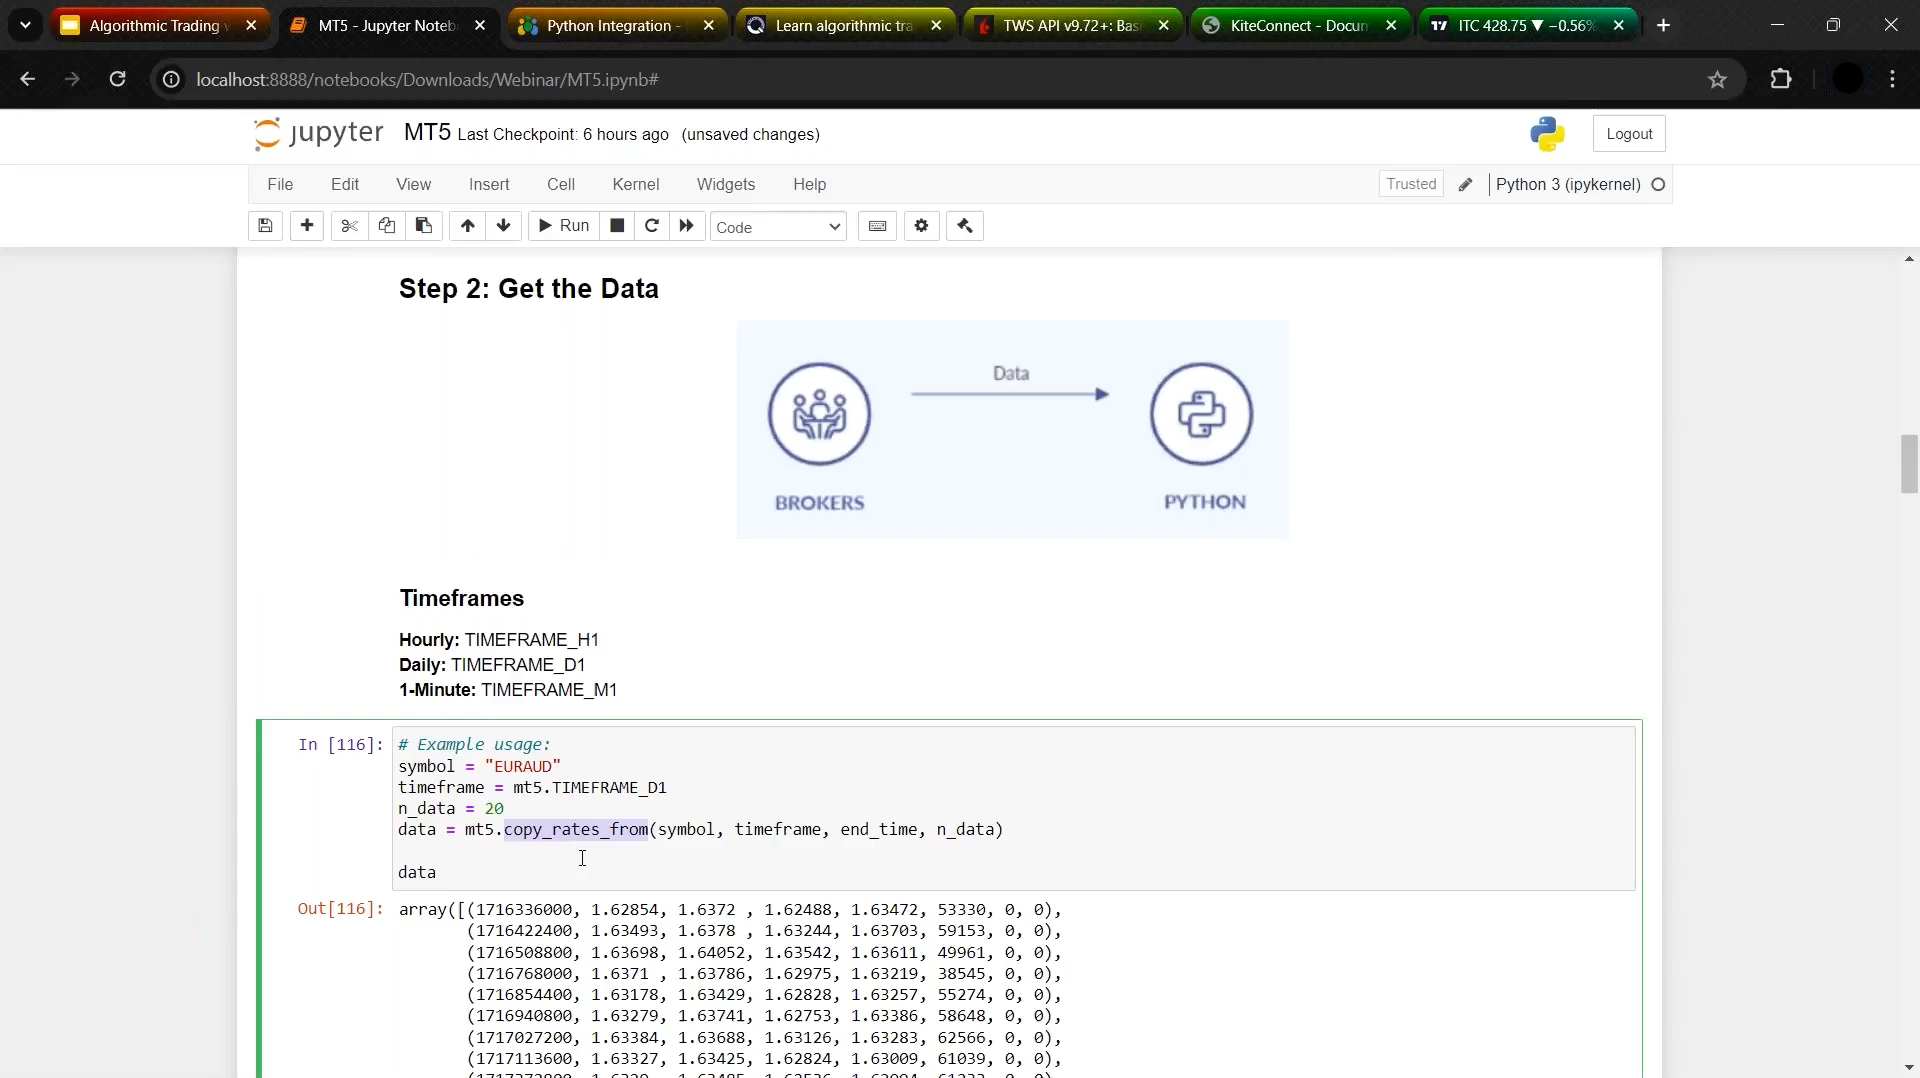 Algorithmic Trading
MT5 - Jupyter Noteb
Python Integration -
Learn algorithmic tra
TWS API v9.72+: Bas
KiteConnect - Docum
ITC 428.75 ▼ −0.56%
localhost:8888/notebooks/Downloads/Webinar/MT5.ipynb#
jupyter MT5 Last Checkpoint: 6 hours ago (unsaved changes)
Logout
File Edit View Insert Cell Kernel Widgets Help
Trusted Python 3 (ipykernel)
Run Code
Step 2: Get the Data
Data
BROKERS PYTHON
Timeframes
Hourly: TIMEFRAME_H1
Daily: TIMEFRAME_D1
1-Minute: TIMEFRAME_M1
In [116]: # Example usage:
symbol = "EURAUD"
timeframe = mt5.TIMEFRAME_D1
n_data = 20
data = mt5.copy_rates_from(symbol, timeframe, end_time, n_data)
data
Out[116]: array([(1716336000, 1.62854, 1.6372 , 1.62488, 1.63472, 53330, 0, 0),
(1716422400, 1.63493, 1.6378 , 1.63244, 1.63703, 59153, 0, 0),
(1716508800, 1.63698, 1.64052, 1.63542, 1.63611, 49961, 0, 0),
(1716768000, 1.6371 , 1.63786, 1.62975, 1.63219, 38545, 0, 0),
(1716854400, 1.63178, 1.63429, 1.62828, 1.63257, 55274, 0, 0),
(1716940800, 1.63279, 1.63741, 1.62753, 1.63386, 58648, 0, 0),
(1717027200, 1.63384, 1.63688, 1.63126, 1.63283, 62566, 0, 0),
(1717113600, 1.63327, 1.63425, 1.62824, 1.63009, 61039, 0, 0),